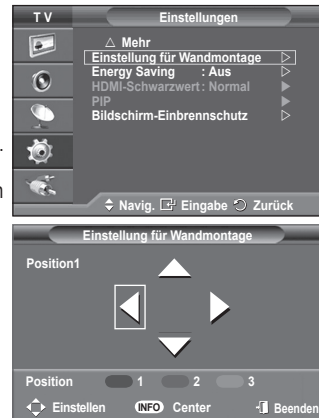 TV
Einstellungen
△ Mehr
Einstellung für Wandmontage
Energy Saving : Aus
HDMI-Schwarzwert : Normal
PIP
Bildschirm-Einbrennschutz
Navig. Eingabe Zurück
Einstellung für Wandmontage
Position1
Position 1 2 3
Einstellen INFO Center Beenden